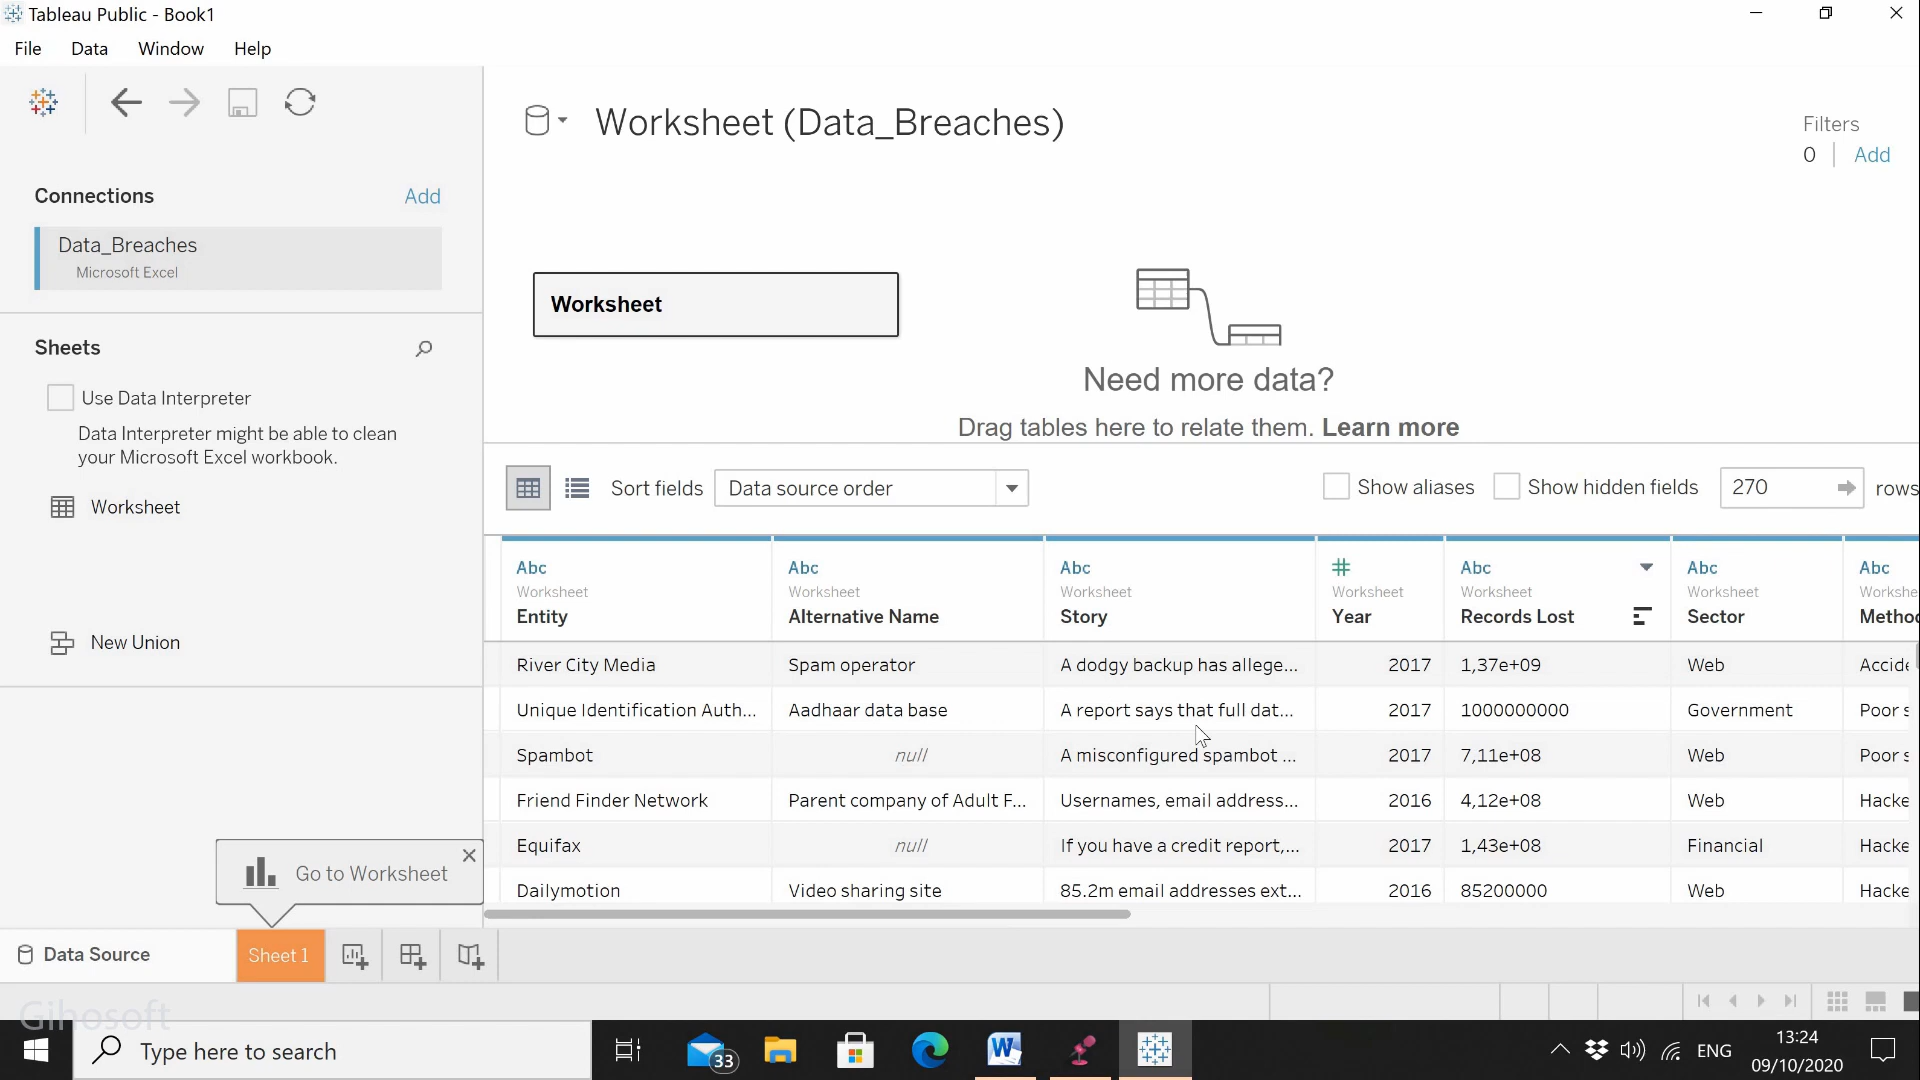 Tableau Public - Book1
File Data Window Help
Worksheet (Data_Breaches)
Filters
0 Add
Connections Add
Data_Breaches
Microsoft Excel
Worksheet
Sheets
Use Data Interpreter
Data Interpreter might be able to clean
your Microsoft Excel workbook.
Worksheet
New Union
Need more data?
Drag tables here to relate them. Learn more
Sort fields Data source order Show aliases Show hidden fields 270 rows
Abc Abc Abc # Abc Abc Abc
Worksheet Worksheet Worksheet Worksheet Worksheet Worksheet Workshe
Entity Alternative Name Story Year Records Lost Sector Metho
River City Media Spam operator A dodgy backup has allege... 2017 1,37e+09 Web Accid
Unique Identification Auth... Aadhaar data base A report says that full dat... 2017 1000000000 Government Poor s
Spambot null A misconfigured spambot ... 2017 7,11e+08 Web Poor s
Friend Finder Network Parent company of Adult F... Usernames, email address... 2016 4,12e+08 Web Hacke
Equifax null If you have a credit report,... 2017 1,43e+08 Financial Hacke
Dailymotion Video sharing site 85.2m email addresses ext... 2016 85200000 Web Hacke
Go to Worksheet
Data Source Sheet 1
Gihosoft
Type here to search
33
W
ENG
13:24
09/10/2020